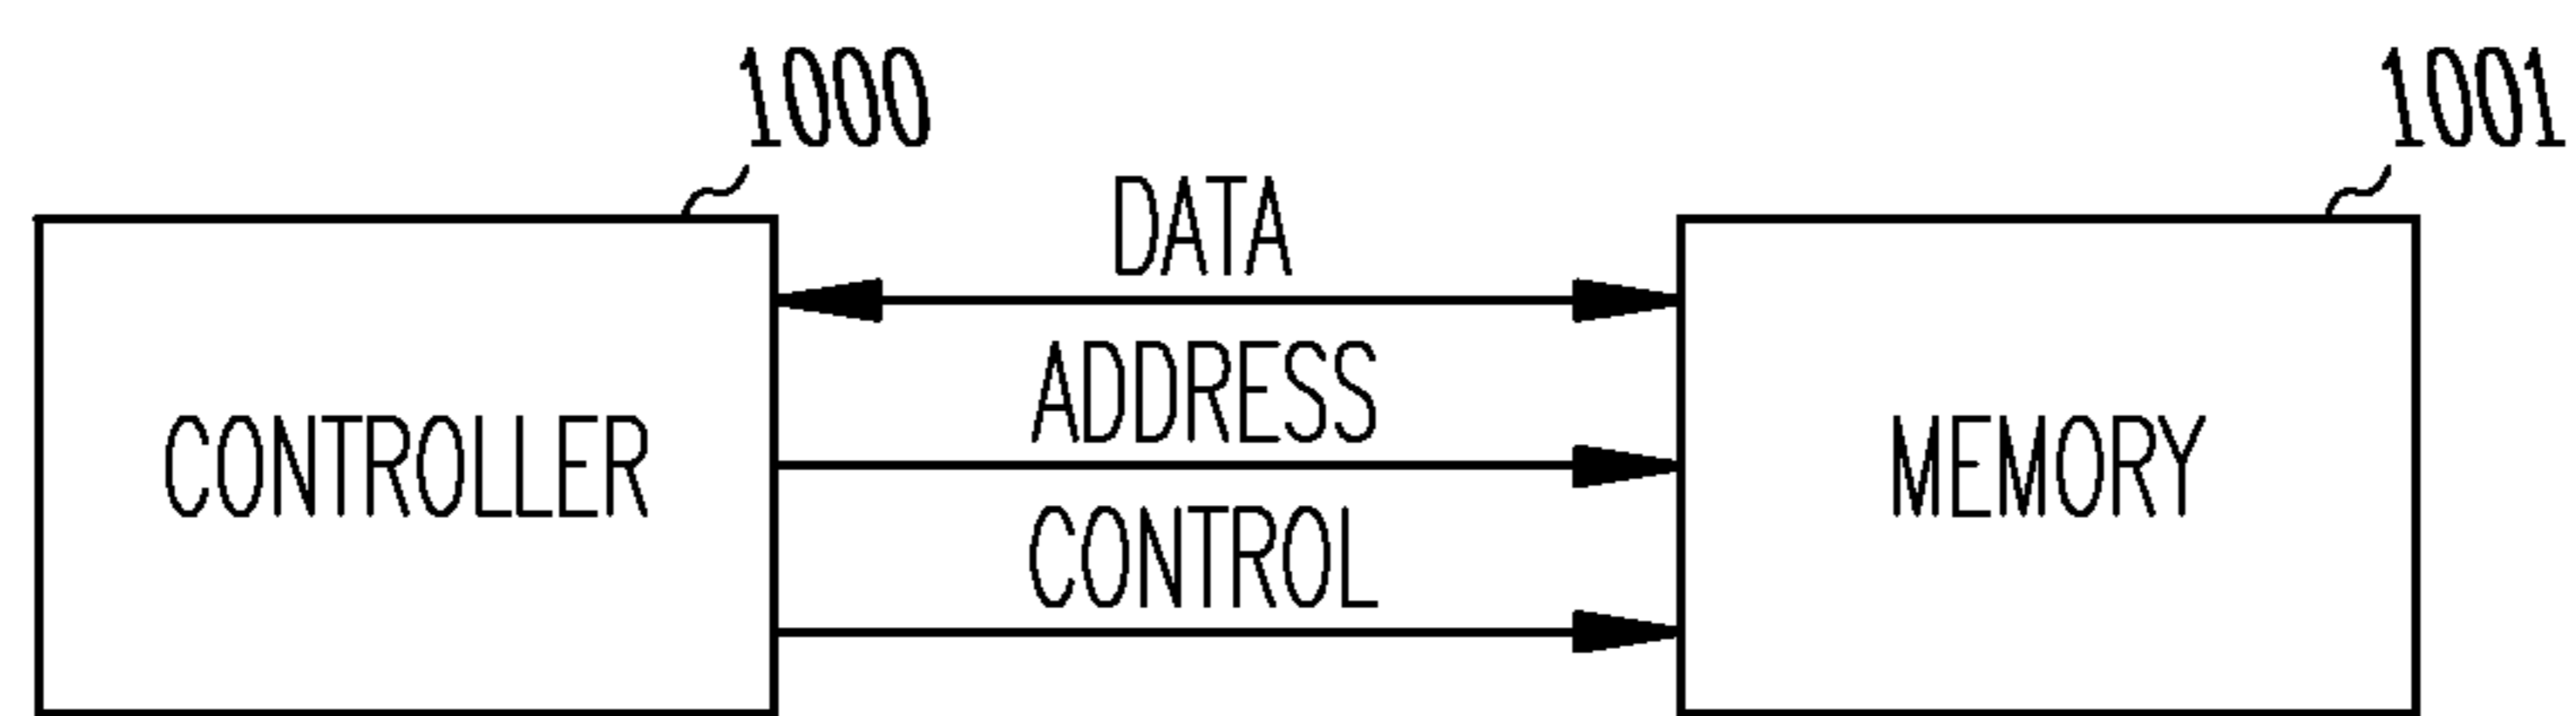 1000
1001
DATA
ADDRESS
CONTROLLER
MEMORY
CONTROL